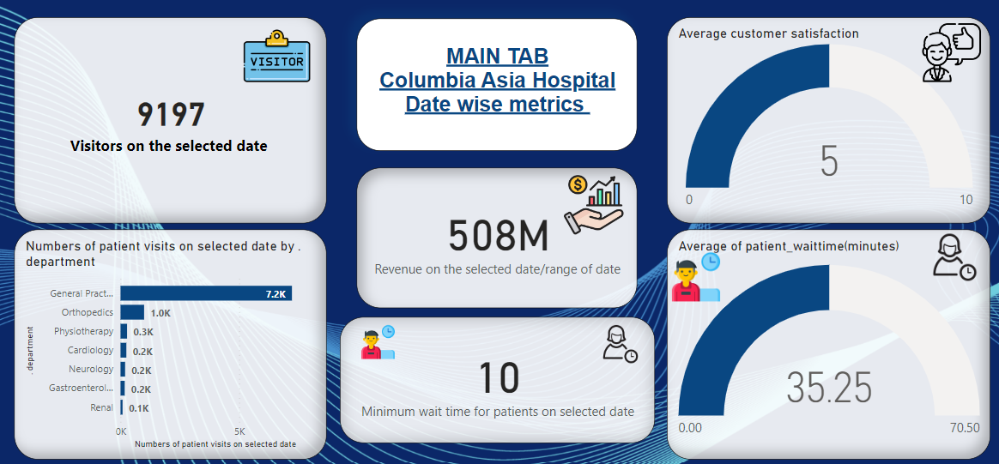 VISITOR
9197
Visitors on the selected date
MAIN TAB
Columbia Asia Hospital
Date wise metrics
Average customer satisfaction
5
0
10
508M
Revenue on the selected date/range of date
Numbers of patient visits on selected date by .
department
. department
General Pract...
7.2K
Orthopedics
1.0K
Physiotherapy
0.3K
Cardiology
0.2K
Neurology
0.2K
Gastroenterol...
0.2K
Renal
0.1K
0K
5K
Numbers of patient visits on selected date
10
Minimum wait time for patients on selected date
Average of patient_waittime(minutes)
35.25
0.00
70.50